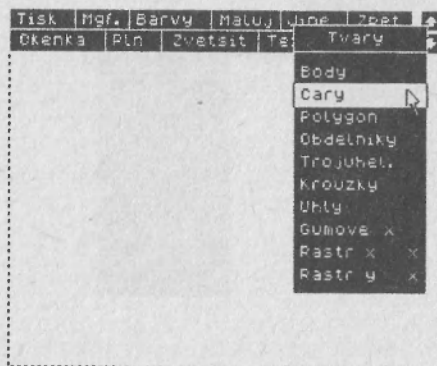 Tisk Mgf. Barvy Maluj Jine Zpet
Okenka Pln Zvetsit Te
Tvary
Body
Cary
Polygon
Obdelniky
Trojuhel.
Krouzky
Uhly
Gumove x
Rastr x x
Rastr y x